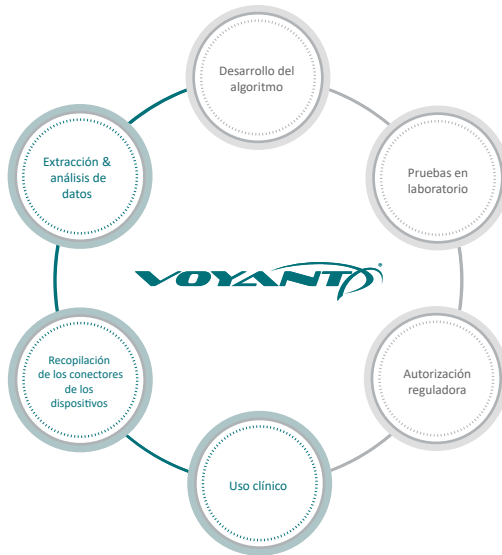 Desarrollo del
algoritmo
Extracción &
análisis de
datos
Pruebas en
laboratorio
VOYANT®
Recopilación
de los conectores
de los
dispositivos
Autorización
reguladora
Uso clínico